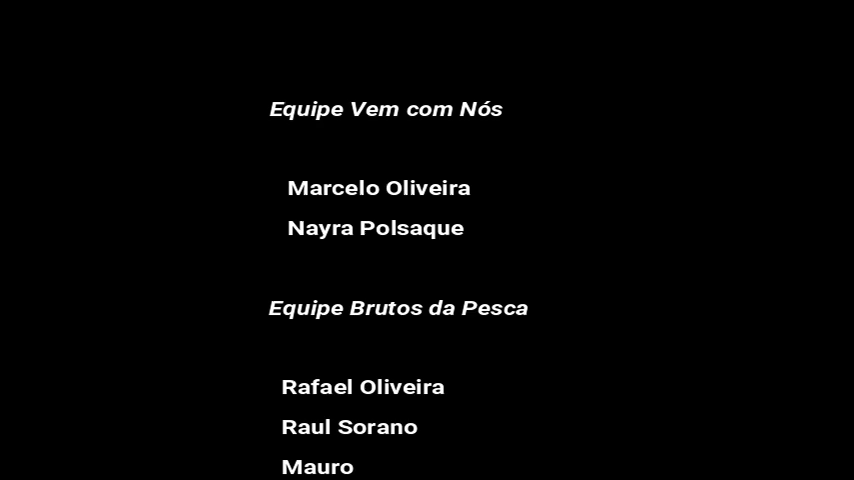 Equipe Vem com Nós
Marcelo Oliveira
Nayra Polsaque
Equipe Brutos da Pesca
Rafael Oliveira
Raul Sorano
Mauro